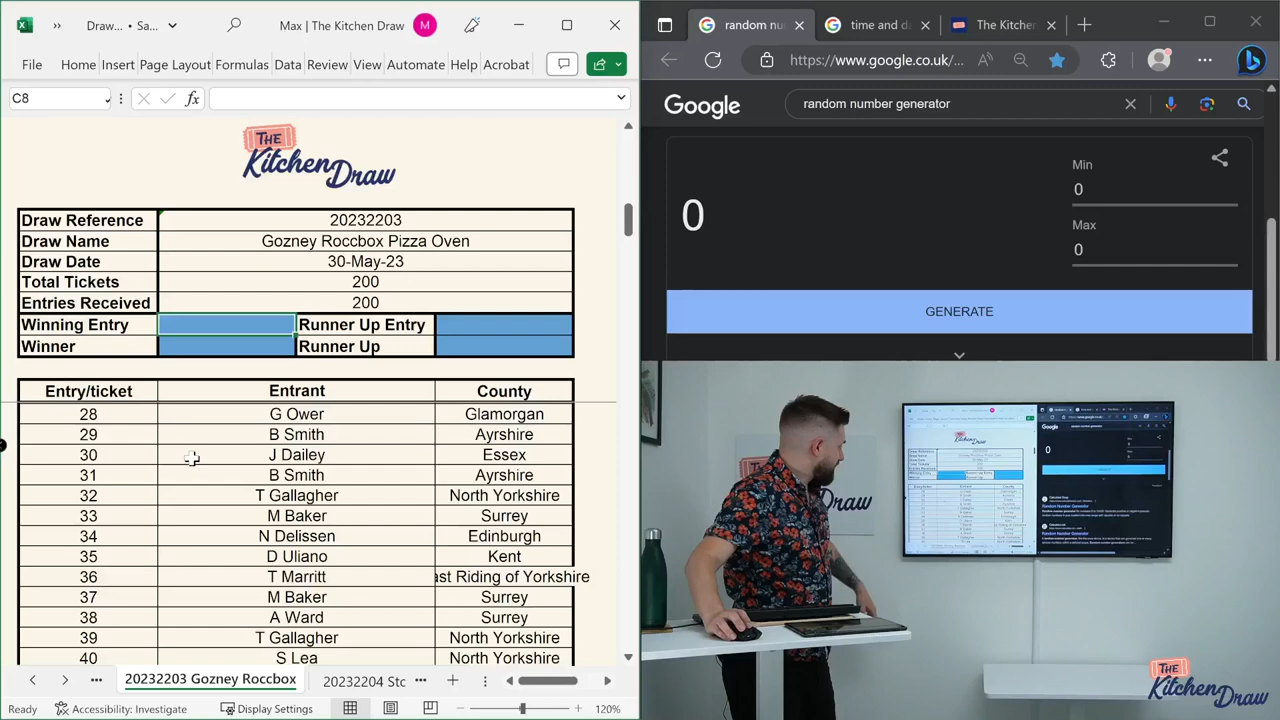 Draw... • Sa...
Max | The Kitchen Draw
M
File Home Insert Page Layout Formulas Data Review View Automate Help Acrobat
C8
fx
THE
Kitchen Draw
Draw Reference 20232203
Draw Name Gozney Roccbox Pizza Oven
Draw Date 30-May-23
Total Tickets 200
Entries Received 200
Winning Entry Runner Up Entry
Winner Runner Up
Entry/ticket Entrant County
28 G Ower Glamorgan
29 B Smith Ayrshire
30 J Dailey Essex
31 B Smith Ayrshire
32 T Gallagher North Yorkshire
33 M Baker Surrey
34 N Delissen Edinburgh
35 D Uliano Kent
36 T Marritt ast Riding of Yorkshire
37 M Baker Surrey
38 A Ward Surrey
39 T Gallagher North Yorkshire
40 S Lea North Yorkshire
20232203 Gozney Roccbox 20232204 Stc
Ready Accessibility: Investigate Display Settings 120%
random nu
time and d
The Kitchen
https://www.google.co.uk/...
Google
random number generator
Min
0
0
Max
0
GENERATE
Draw
THE
Kitchen Draw